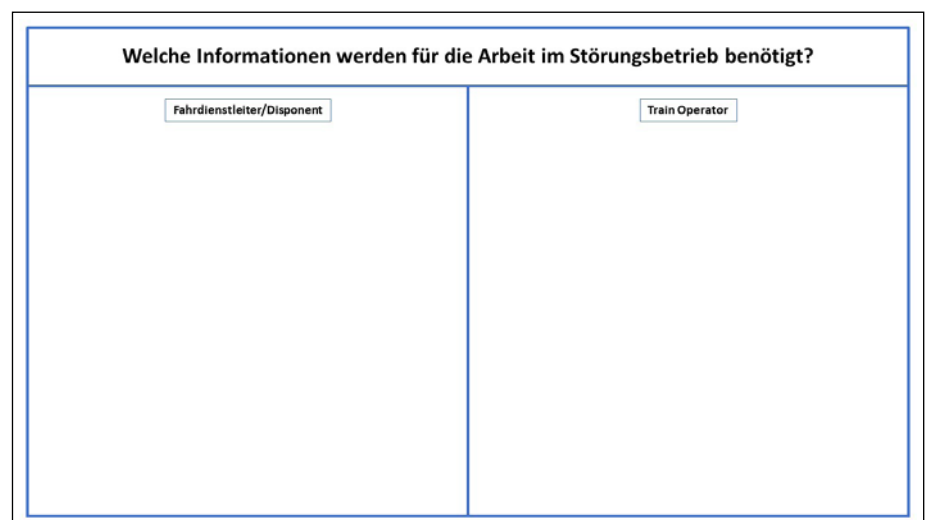 Welche Informationen werden für die Arbeit im Störungsbetrieb benötigt?
Fahrdienstleiter/Disponent
Train Operator